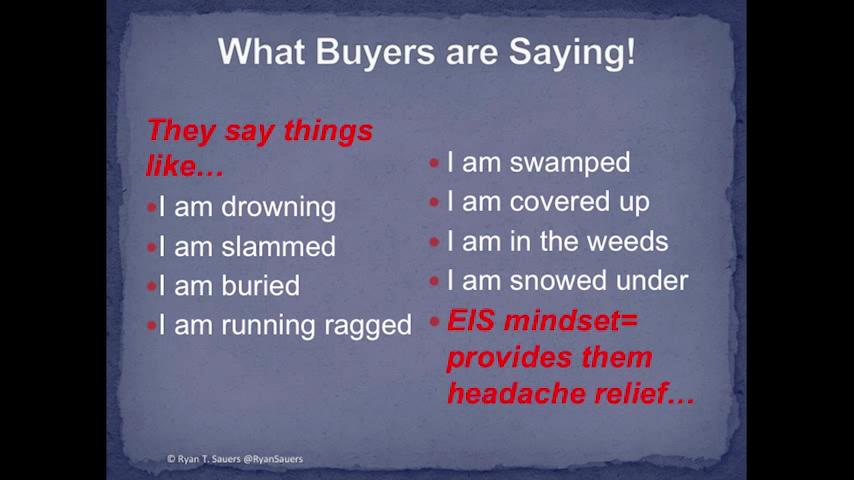 What Buyers are Saying!
They say things
like…
•I am drowning
•I am slammed
•I am buried
•I am running ragged
• I am swamped
• I am covered up
• I am in the weeds
• I am snowed under
• EIS mindset=
provides them
headache relief…
© Ryan T. Sauers @RyanSauers